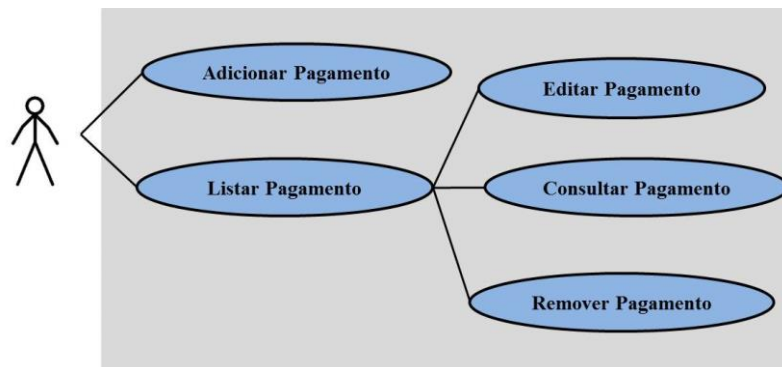 Adicionar Pagamento
Editar Pagamento
Listar Pagamento
Consultar Pagamento
Remover Pagamento